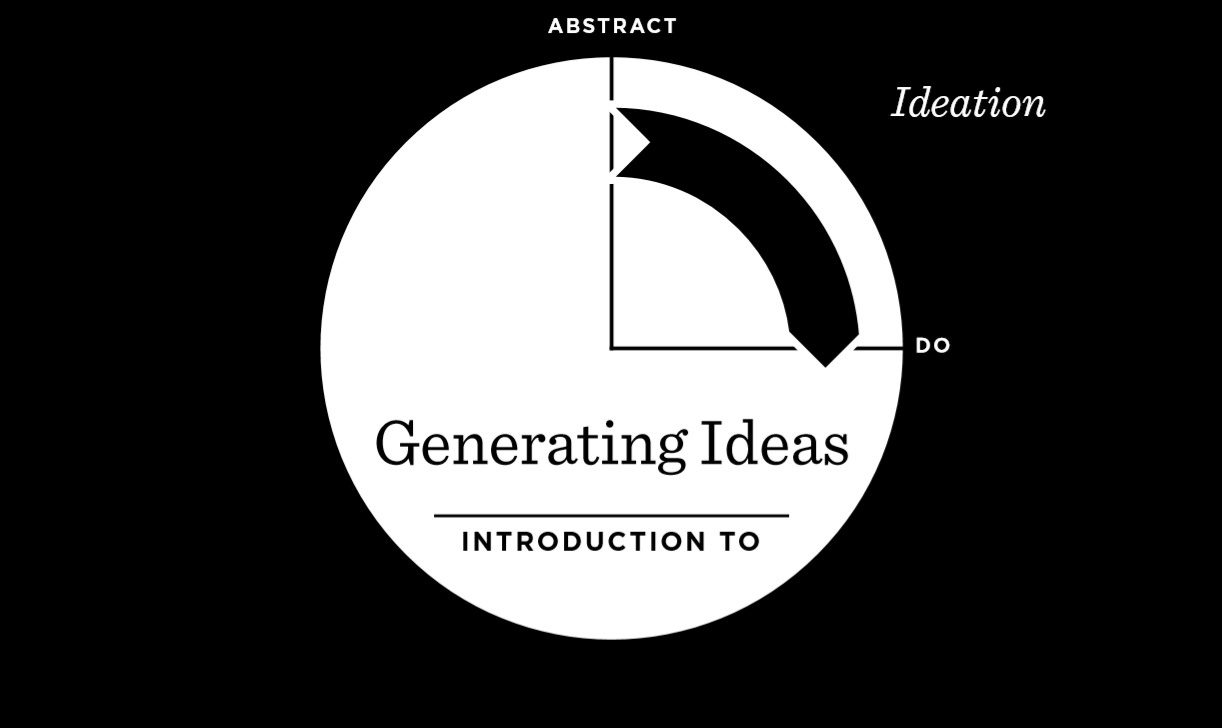 ABSTRACT
Ideation
DO
Generating Ideas
INTRODUCTION TO